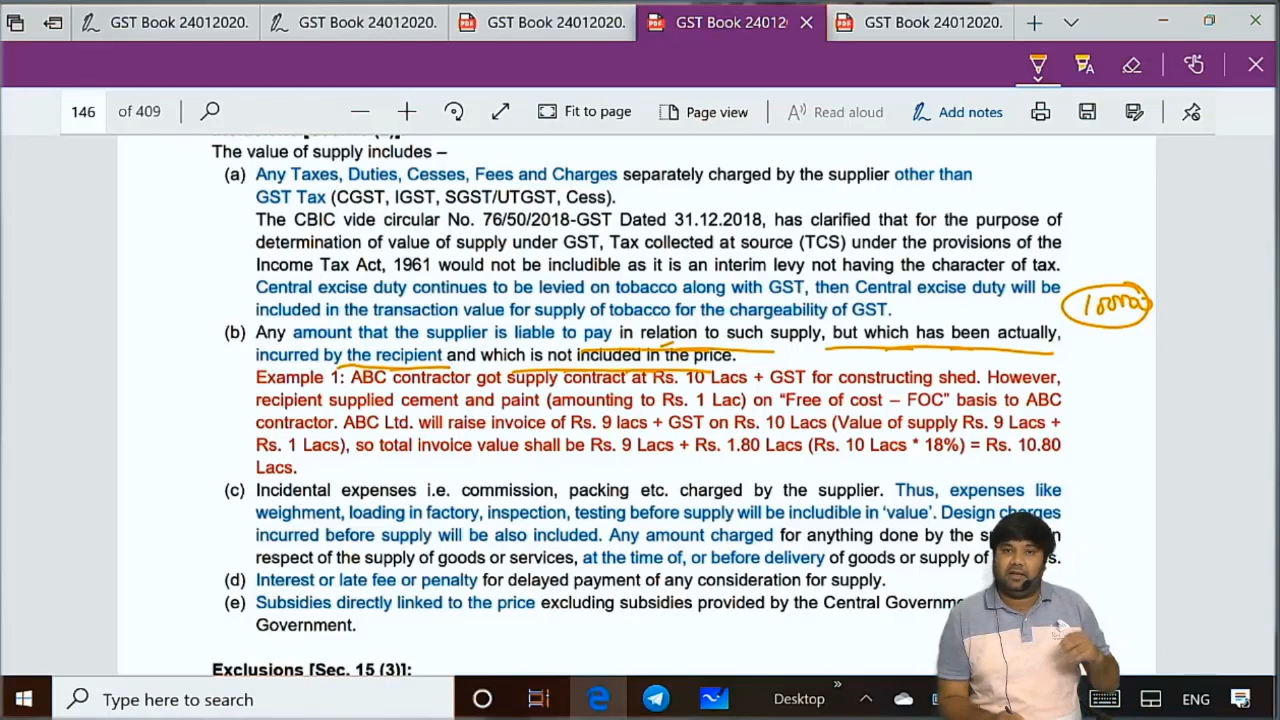 GST Book 24012020. GST Book 24012020. GST Book 24012020. GST Book 24012 GST Book 24012020.
146 of 409 Fit to page Page view Read aloud Add notes
The value of supply includes –
(a) Any Taxes, Duties, Cesses, Fees and Charges separately charged by the supplier other than
GST Tax (CGST, IGST, SGST/UTGST, Cess).
The CBIC vide circular No. 76/50/2018-GST Dated 31.12.2018, has clarified that for the purpose of
determination of value of supply under GST, Tax collected at source (TCS) under the provisions of the
Income Tax Act, 1961 would not be includible as it is an interim levy not having the character of tax.
Central excise duty continues to be levied on tobacco along with GST, then Central excise duty will be
included in the transaction value for supply of tobacco for the chargeability of GST.
(b) Any amount that the supplier is liable to pay in relation to such supply, but which has been actually,
incurred by the recipient and which is not included in the price.
Example 1: ABC contractor got supply contract at Rs. 10 Lacs + GST for constructing shed. However,
recipient supplied cement and paint (amounting to Rs. 1 Lac) on “Free of cost – FOC” basis to ABC
contractor. ABC Ltd. will raise invoice of Rs. 9 lacs + GST on Rs. 10 Lacs (Value of supply Rs. 9 Lacs +
Rs. 1 Lacs), so total invoice value shall be Rs. 9 Lacs + Rs. 1.80 Lacs (Rs. 10 Lacs * 18%) = Rs. 10.80
Lacs.
(c) Incidental expenses i.e. commission, packing etc. charged by the supplier. Thus, expenses like
weighment, loading in factory, inspection, testing before supply will be includible in ‘value’. Design charges
incurred before supply will be also included. Any amount charged for anything done by the
respect of the supply of goods or services, at the time of, or before delivery of goods or supply of
(d) Interest or late fee or penalty for delayed payment of any consideration for supply.
(e) Subsidies directly linked to the price excluding subsidies provided by the Central
Government.
Exclusions [Sec. 15 (3)]:
Type here to search Desktop ENG